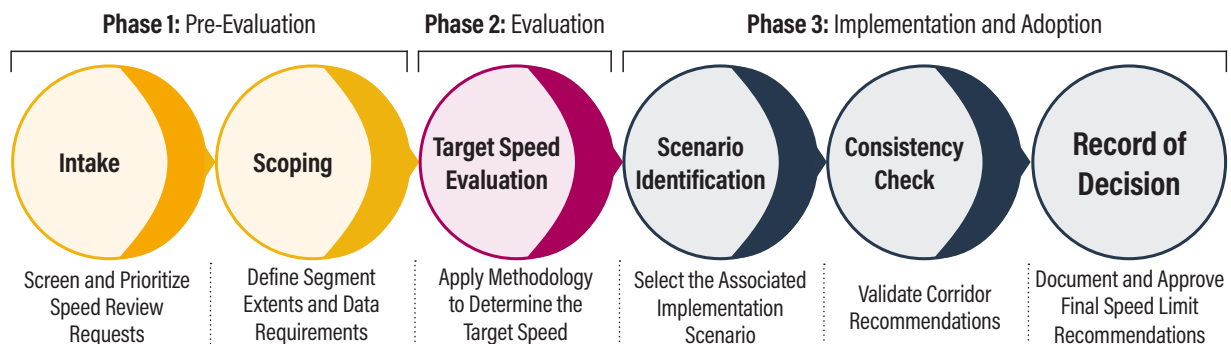 Phase 1: Pre-Evaluation
Phase 2: Evaluation
Phase 3: Implementation and Adoption
Intake
Scoping
Target Speed
Evaluation
Scenario
Identification
Consistency
Check
Record of
Decision
Screen and Prioritize
Speed Review
Requests
Define Segment
Extents and Data
Requirements
Apply Methodology
to Determine the
Target Speed
Select the Associated
Implementation
Scenario
Validate Corridor
Recommendations
Document and Approve
Final Speed Limit
Recommendations